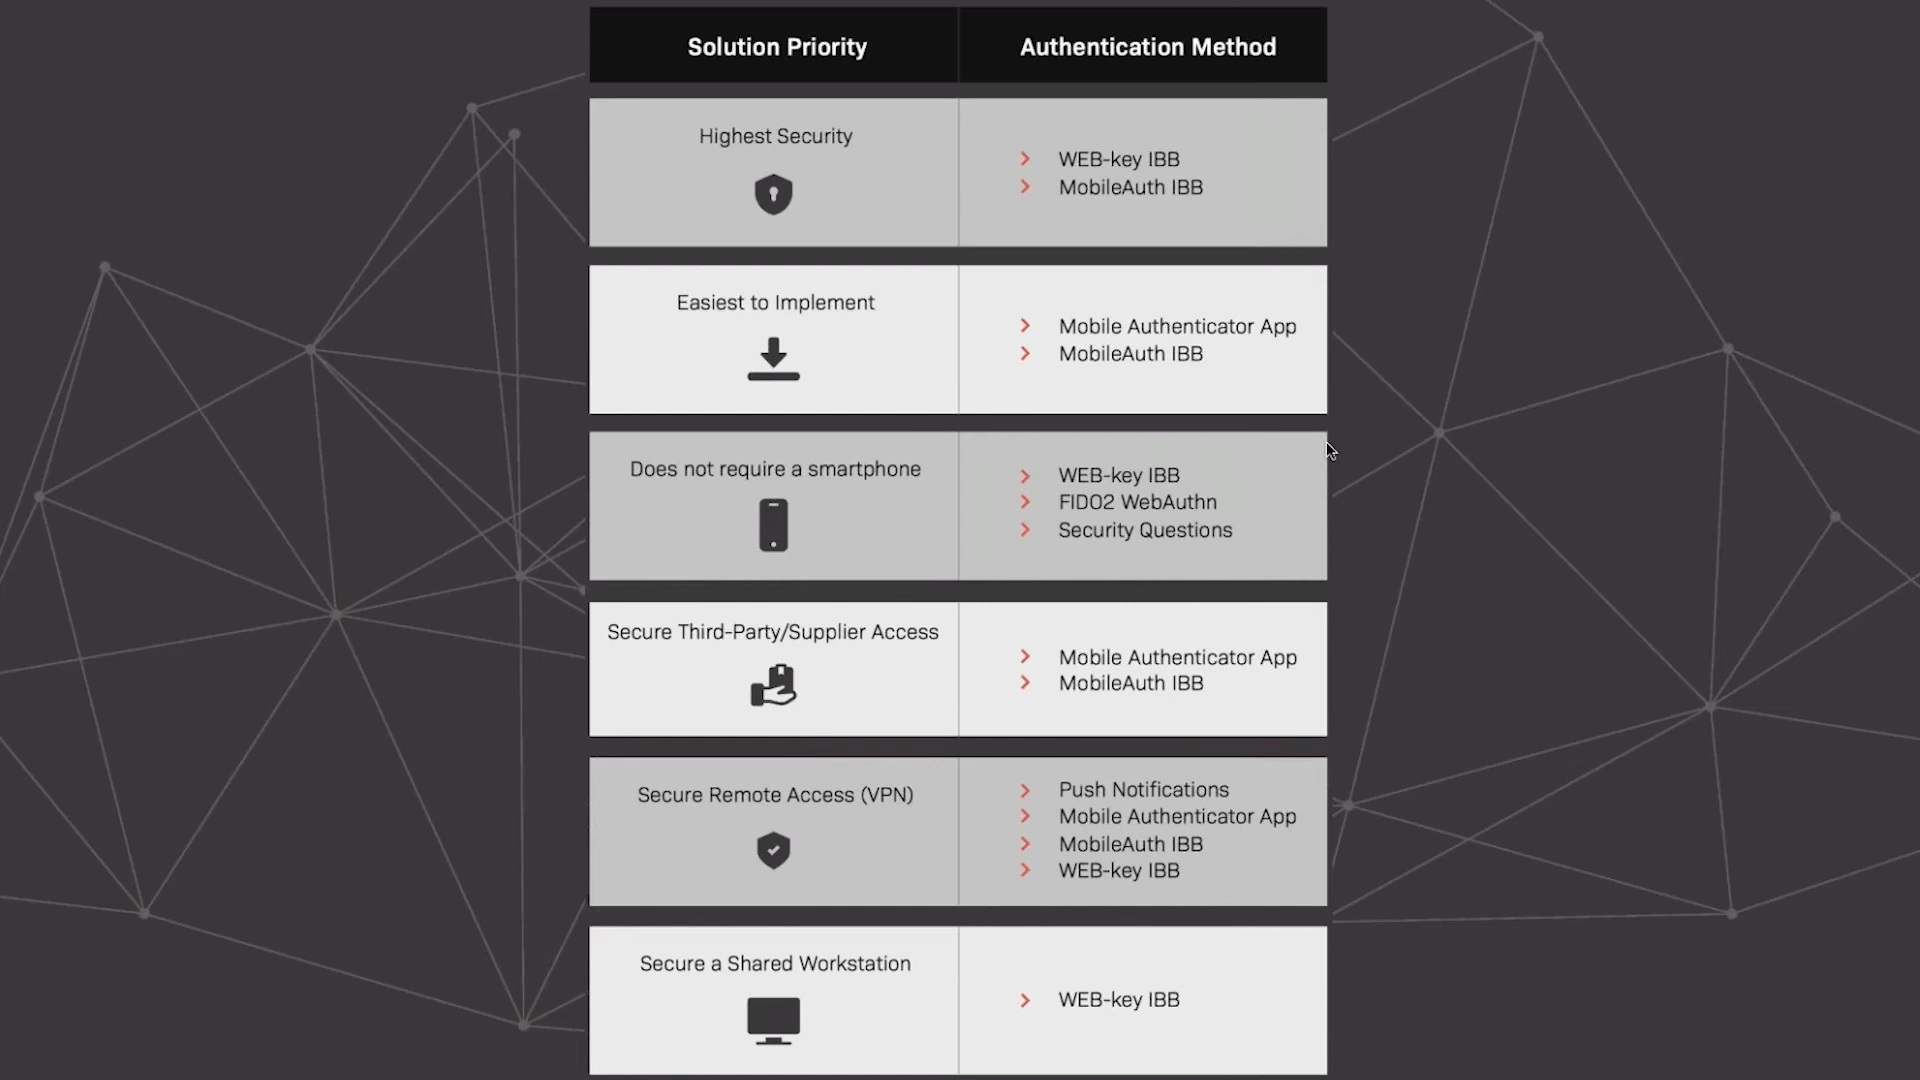 Solution Priority
Authentication Method
Highest Security
WEB-key IBB
MobileAuth IBB
Easiest to Implement
Mobile Authenticator App
MobileAuth IBB
Does not require a smartphone
WEB-key IBB
FIDO2 WebAuthn
Security Questions
Secure Third-Party/Supplier Access
Mobile Authenticator App
MobileAuth IBB
Secure Remote Access (VPN)
Push Notifications
Mobile Authenticator App
MobileAuth IBB
WEB-key IBB
Secure a Shared Workstation
WEB-key IBB